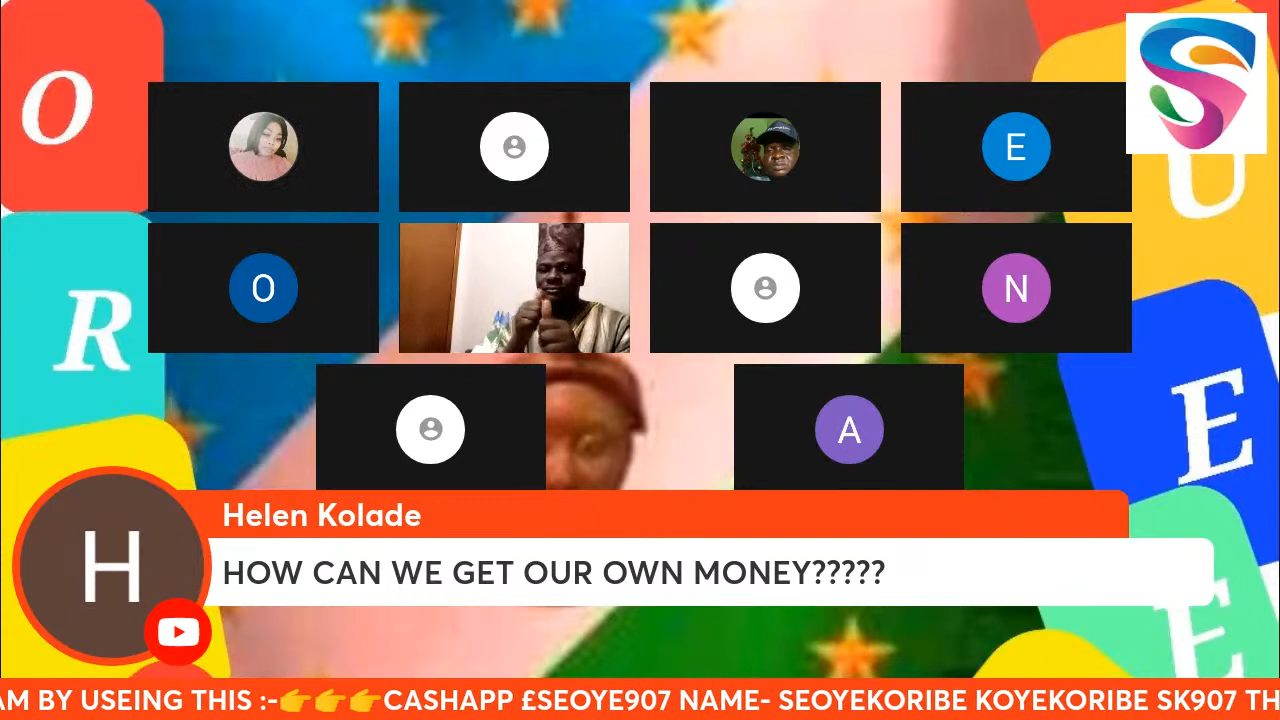 O
U
R
E
E
E
O
N
A
H
Helen Kolade
HOW CAN WE GET OUR OWN MONEY?????
AM BY USEING THIS :-👉👉👉CASHAPP £SEOYE907 NAME- SEOYEKORIBE KOYEKORIBE SK907 TH